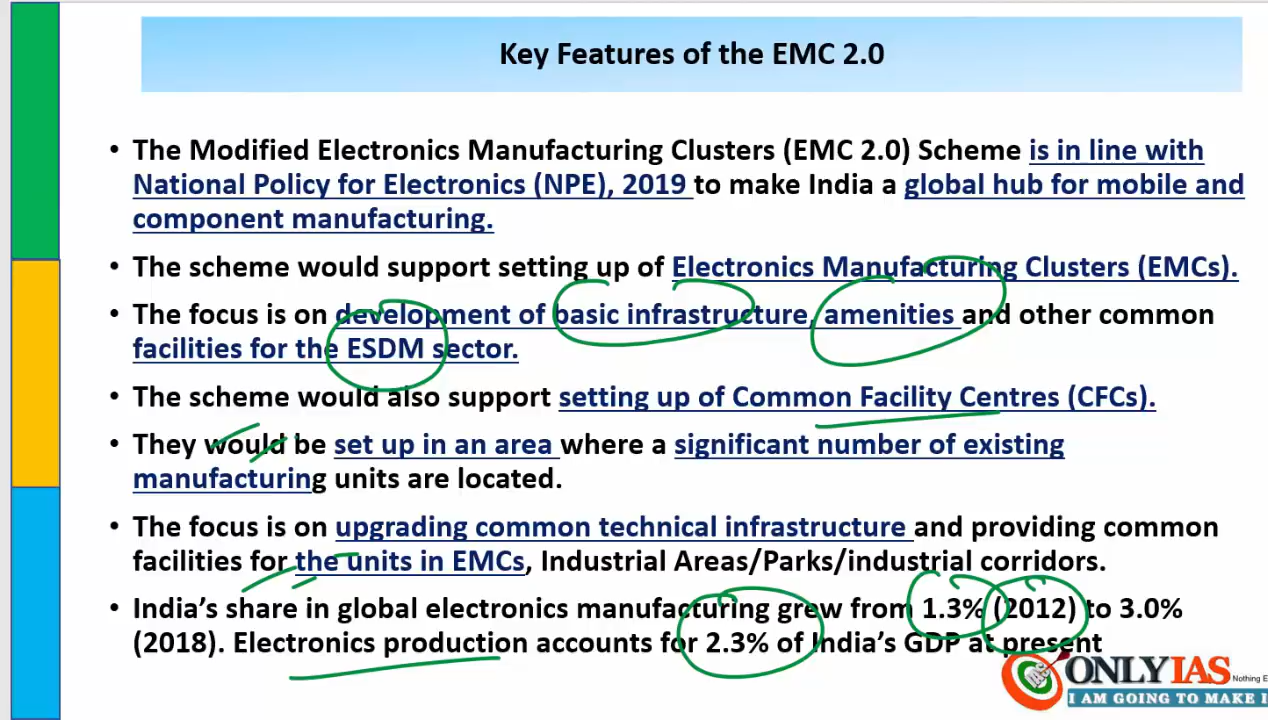 Key Features of the EMC 2.0
• The Modified Electronics Manufacturing Clusters (EMC 2.0) Scheme is in line with
National Policy for Electronics (NPE), 2019 to make India a global hub for mobile and
component manufacturing.
• The scheme would support setting up of Electronics Manufacturing Clusters (EMCs).
• The focus is on development of basic infrastructure, amenities and other common
facilities for the ESDM sector.
• The scheme would also support setting up of Common Facility Centres (CFCs).
• They would be set up in an area where a significant number of existing
manufacturing units are located.
• The focus is on upgrading common technical infrastructure and providing common
facilities for the units in EMCs, Industrial Areas/Parks/industrial corridors.
• India's share in global electronics manufacturing grew from 1.3% (2012) to 3.0%
(2018). Electronics production accounts for 2.3% of India's GDP at present
IAS
ONLY IAS Nothing E
I AM GOING TO MAKE I